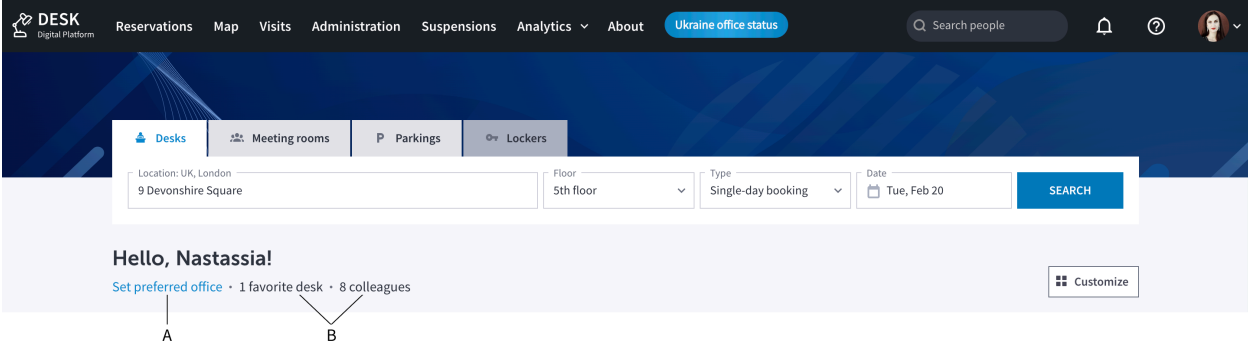 DESK
Digital Platform
Reservations Map Visits Administration Suspensions Analytics About Ukraine office status Search people
Desks Meeting rooms P Parkings Lockers
Location: UK, London Floor Type Date
9 Devonshire Square 5th floor Single-day booking Tue, Feb 20 SEARCH
Hello, Nastassia!
Set preferred office • 1 favorite desk • 8 colleagues
Customize
A B